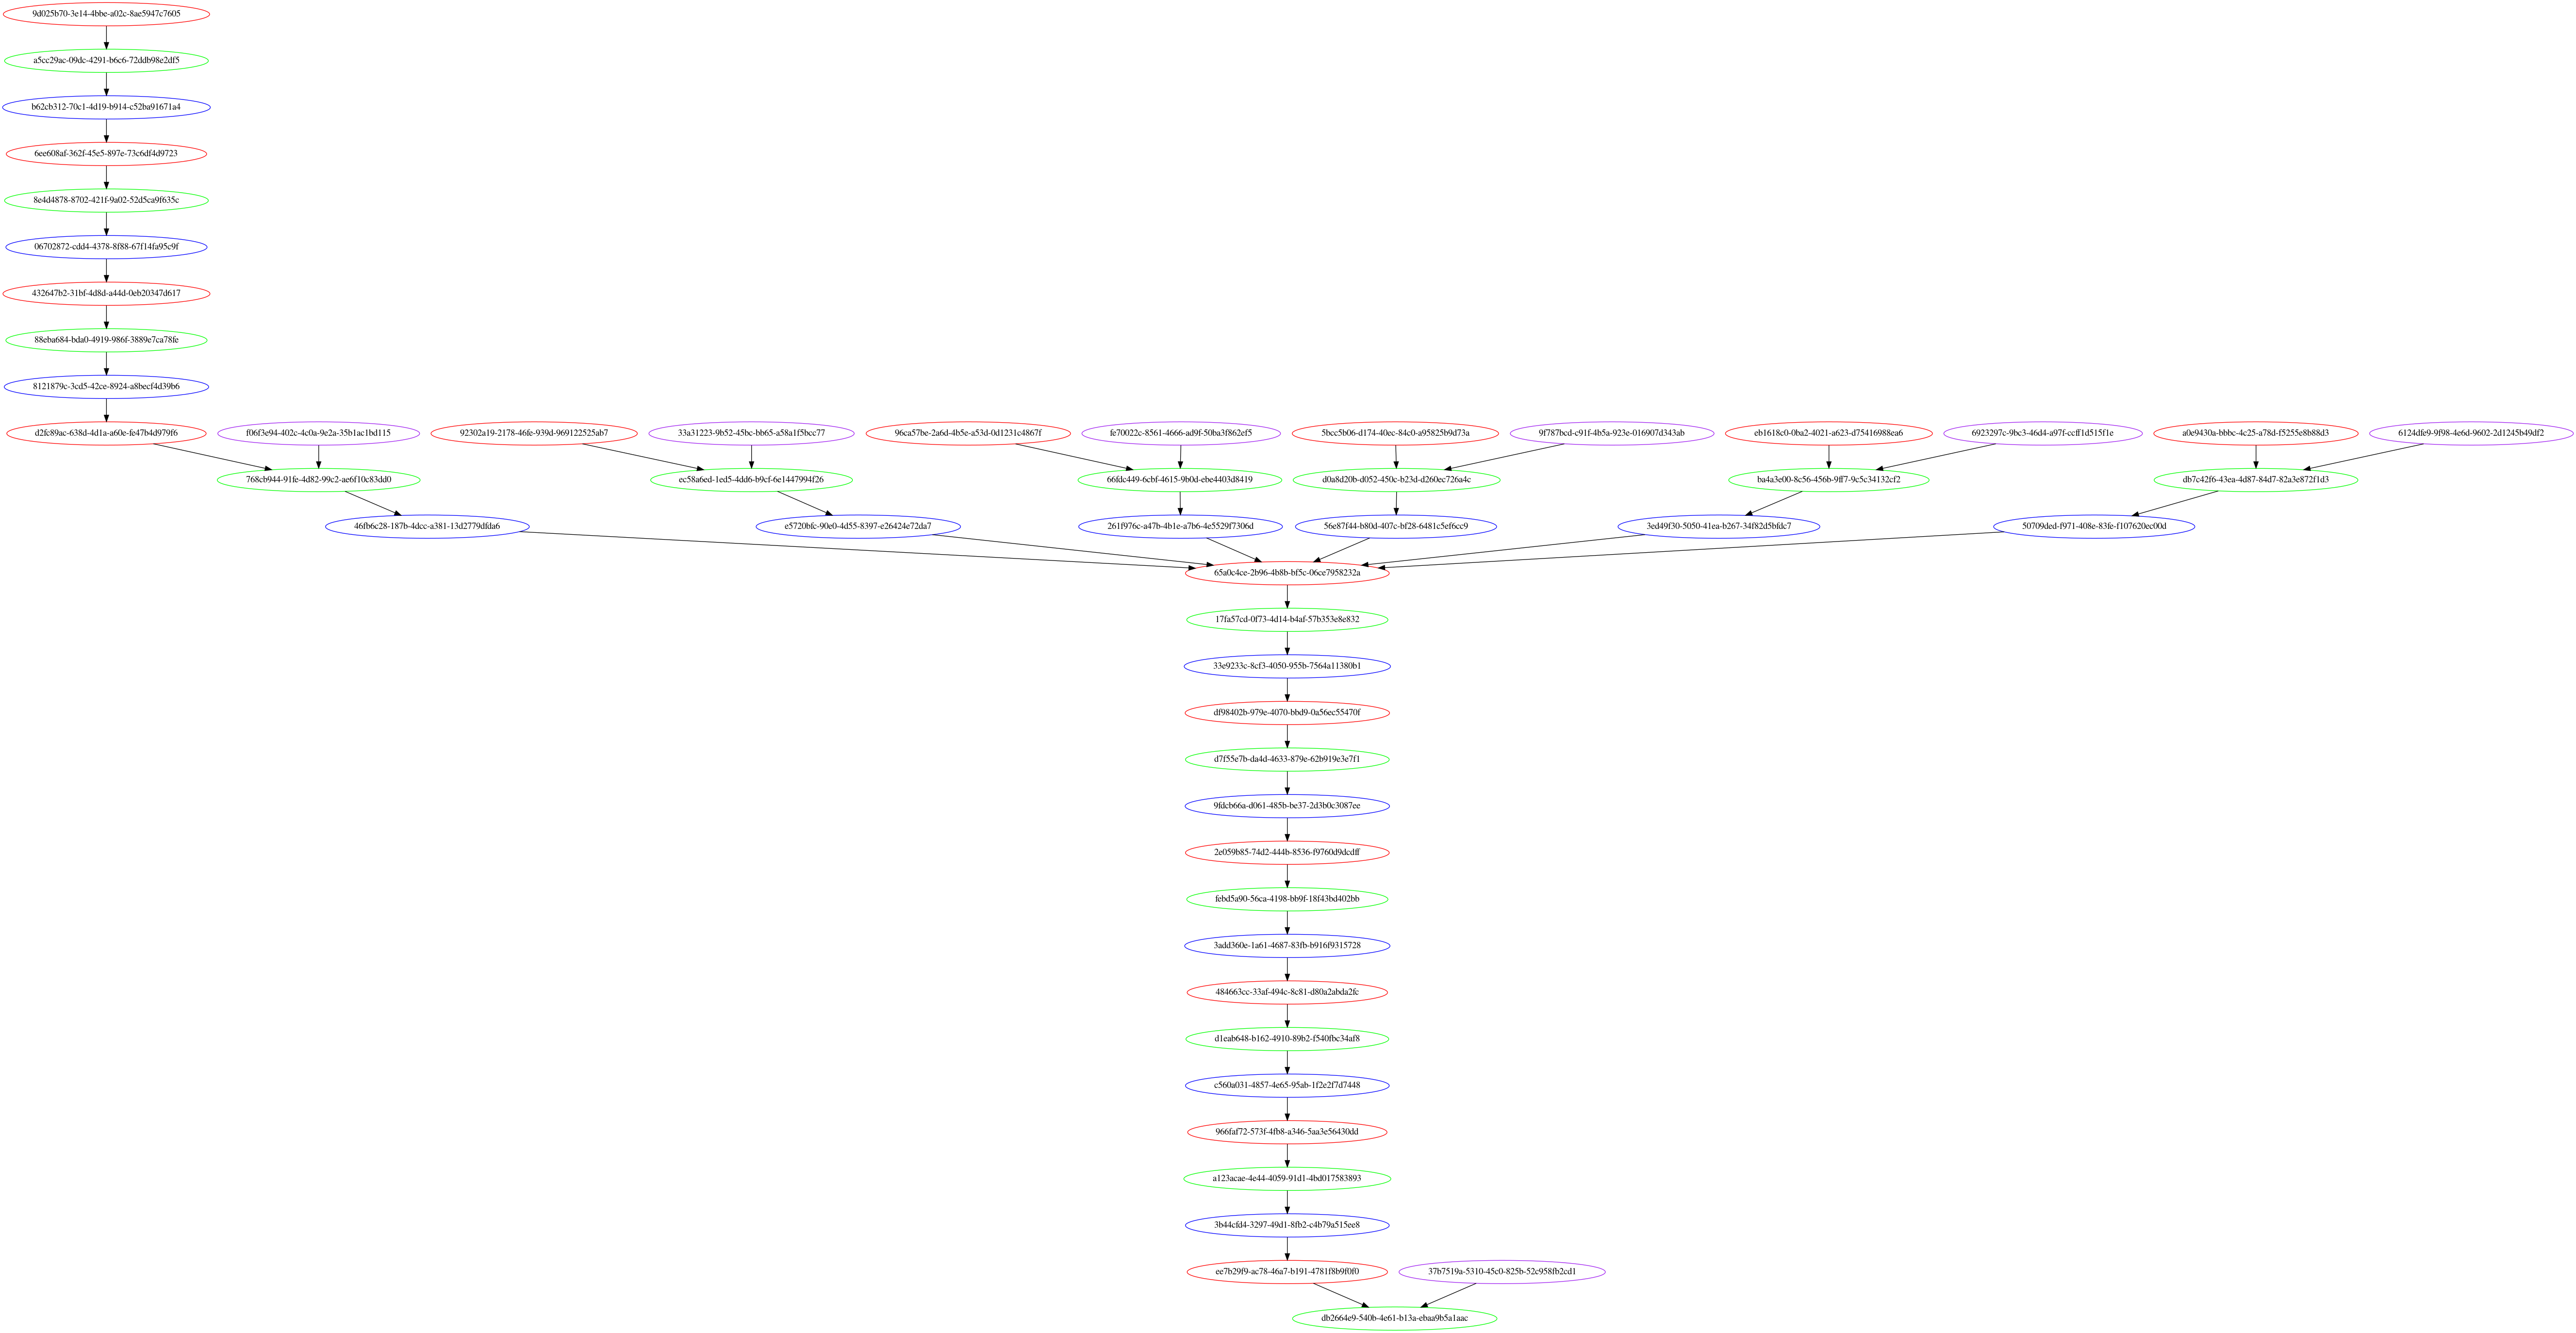 9d025b70-3e14-4bbe-a02c-8ae5947c7605
a5cc29ac-09dc-4291-b6c6-72ddb98e2df5
b62cb312-70c1-4d19-b914-c52ba91671a4
6ee608af-362f-45e5-897e-73c6df4d9723
8e4d4878-8702-421f-9a02-52d5ca9f635c
06702872-cdd4-4378-8f88-67f14fa95c9f
432647b2-31bf-4d8d-a44d-0eb20347d617
88eba684-bda0-4919-986f-3889e7ca78fe
8121879c-3cd5-42ce-8924-a8becf4d39b6
d2fc89ac-638d-4d1a-a60e-fe47b4d979f6
f06f3e94-402c-4c0a-9e2a-35b1ac1bd115
92302a19-2178-46fe-939d-969122525ab7
33a31223-9b52-45bc-bb65-a58a1f5bcc77
96ca57be-2a6d-4b5e-a53d-0d1231c4867f
fe70022c-8561-4666-ad9f-50ba3f862ef5
5bcc5b06-d174-40ec-84c0-a95825b9d73a
9f787bcd-c91f-4b5a-923e-016907d343ab
eb1618c0-0ba2-4021-a623-d75416988ea6
6923297c-9bc3-46d4-a97f-ccff1d515f1e
a0e9430a-bbbc-4c25-a78d-f5255e8b88d3
6124dfe9-9f98-4e6d-9602-2d1245b49df2
768cb944-91fe-4d82-99c2-ae6f10c83dd0
ec58a6ed-1ed5-4dd6-b9cf-6e1447994f26
66fdc449-6cbf-4615-9b0d-ebe4403d8419
d0a8d20b-d052-450c-b23d-d260ec726a4c
ba4a3e00-8c56-456b-9ff7-9c5c34132cf2
db7c42f6-43ea-4d87-84d7-82a3e872f1d3
46fb6c28-187b-4dcc-a381-13d2779dfda6
e5720bfc-90e0-4d55-8397-e26424e72da7
261f976c-a47b-4b1e-a7b6-4e5529f7306d
56e87f44-b80d-407c-bf28-6481c5ef6cc9
3ed49f30-5050-41ea-b267-34f82d5bfdc7
50709ded-f971-408e-83fe-f107620ec00d
65a0c4ce-2b96-4b8b-bf5c-06ce7958232a
17fa57cd-0f73-4d14-b4af-57b353e8e832
33e9233c-8cf3-4050-955b-7564a11380b1
df98402b-979e-4070-bbd9-0a56ec55470f
d7f55e7b-da4d-4633-879e-62b919e3e7f1
9fdcb66a-d061-485b-be37-2d3b0c3087ee
2e059b85-74d2-444b-8536-f9760d9dcdff
febd5a90-56ca-4198-bb9f-18f43bd402bb
3add360e-1a61-4687-83fb-b916f9315728
484663cc-33af-494c-8c81-d80a2abda2fc
d1eab648-b162-4910-89b2-f540fbc34af8
c560a031-4857-4e65-95ab-1f2e2f7d7448
966faf72-573f-4fb8-a346-5aa3e56430dd
a123acae-4e44-4059-91d1-4bd017583893
3b44cfd4-3297-49d1-8fb2-c4b79a515ee8
ee7b29f9-ac78-46a7-b191-4781f8b9f0f0
37b7519a-5310-45c0-825b-52c958fb2cd1
db2664e9-540b-4e61-b13a-ebaa9b5a1aac